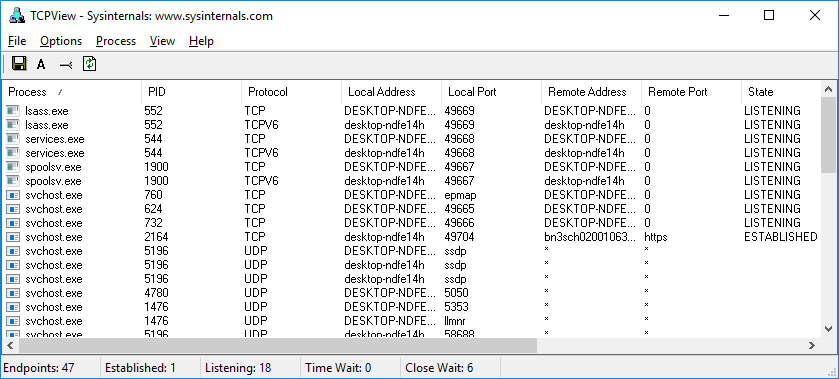 TCPView - Sysinternals: www.sysinternals.com
File Options Process View Help
A
Process / PID Protocol Local Address Local Port Remote Address Remote Port State
lsass.exe 552 TCP DESKTOP-NDFE... 49669 DESKTOP-NDFE... 0 LISTENING
lsass.exe 552 TCPV6 desktop-ndfe14h 49669 desktop-ndfe14h 0 LISTENING
services.exe 544 TCP DESKTOP-NDFE... 49668 DESKTOP-NDFE... 0 LISTENING
services.exe 544 TCPV6 desktop-ndfe14h 49668 desktop-ndfe14h 0 LISTENING
spoolsv.exe 1900 TCP DESKTOP-NDFE... 49667 DESKTOP-NDFE... 0 LISTENING
spoolsv.exe 1900 TCPV6 desktop-ndfe14h 49667 desktop-ndfe14h 0 LISTENING
svchost.exe 760 TCP DESKTOP-NDFE... epmap DESKTOP-NDFE... 0 LISTENING
svchost.exe 624 TCP DESKTOP-NDFE... 49665 DESKTOP-NDFE... 0 LISTENING
svchost.exe 732 TCP DESKTOP-NDFE... 49666 DESKTOP-NDFE... 0 LISTENING
svchost.exe 2164 TCP desktop-ndfe14h 49704 bn3sch02001063... https ESTABLISHED
svchost.exe 5196 UDP DESKTOP-NDFE... ssdp * *
svchost.exe 5196 UDP desktop-ndfe14h ssdp * *
svchost.exe 5196 UDP desktop-ndfe14h ssdp * *
svchost.exe 4780 UDP DESKTOP-NDFE... 5050 * *
svchost.exe 1476 UDP DESKTOP-NDFE... 5353 * *
svchost.exe 1476 UDP DESKTOP-NDFE... llmnr * *
svchost.exe 5196 UDP desktop-ndfe14h 58688 * *
Endpoints: 47 Established: 1 Listening: 18 Time Wait: 0 Close Wait: 6